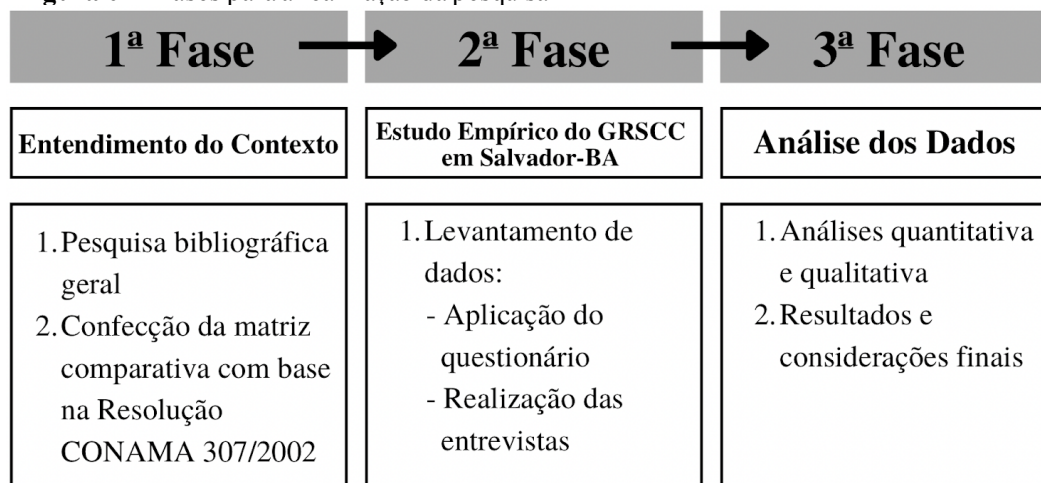 1ª Fase
2ª Fase
3ª Fase
Entendimento do Contexto
Estudo Empírico do GRSCC
em Salvador-BA
Análise dos Dados
1. Pesquisa bibliográfica
geral
2. Confecção da matriz
comparativa com base
na Resolução
CONAMA 307/2002
1. Levantamento de
dados:
- Aplicação do
questionário
- Realização das
entrevistas
1. Análises quantitativa
e qualitativa
2. Resultados e
considerações finais